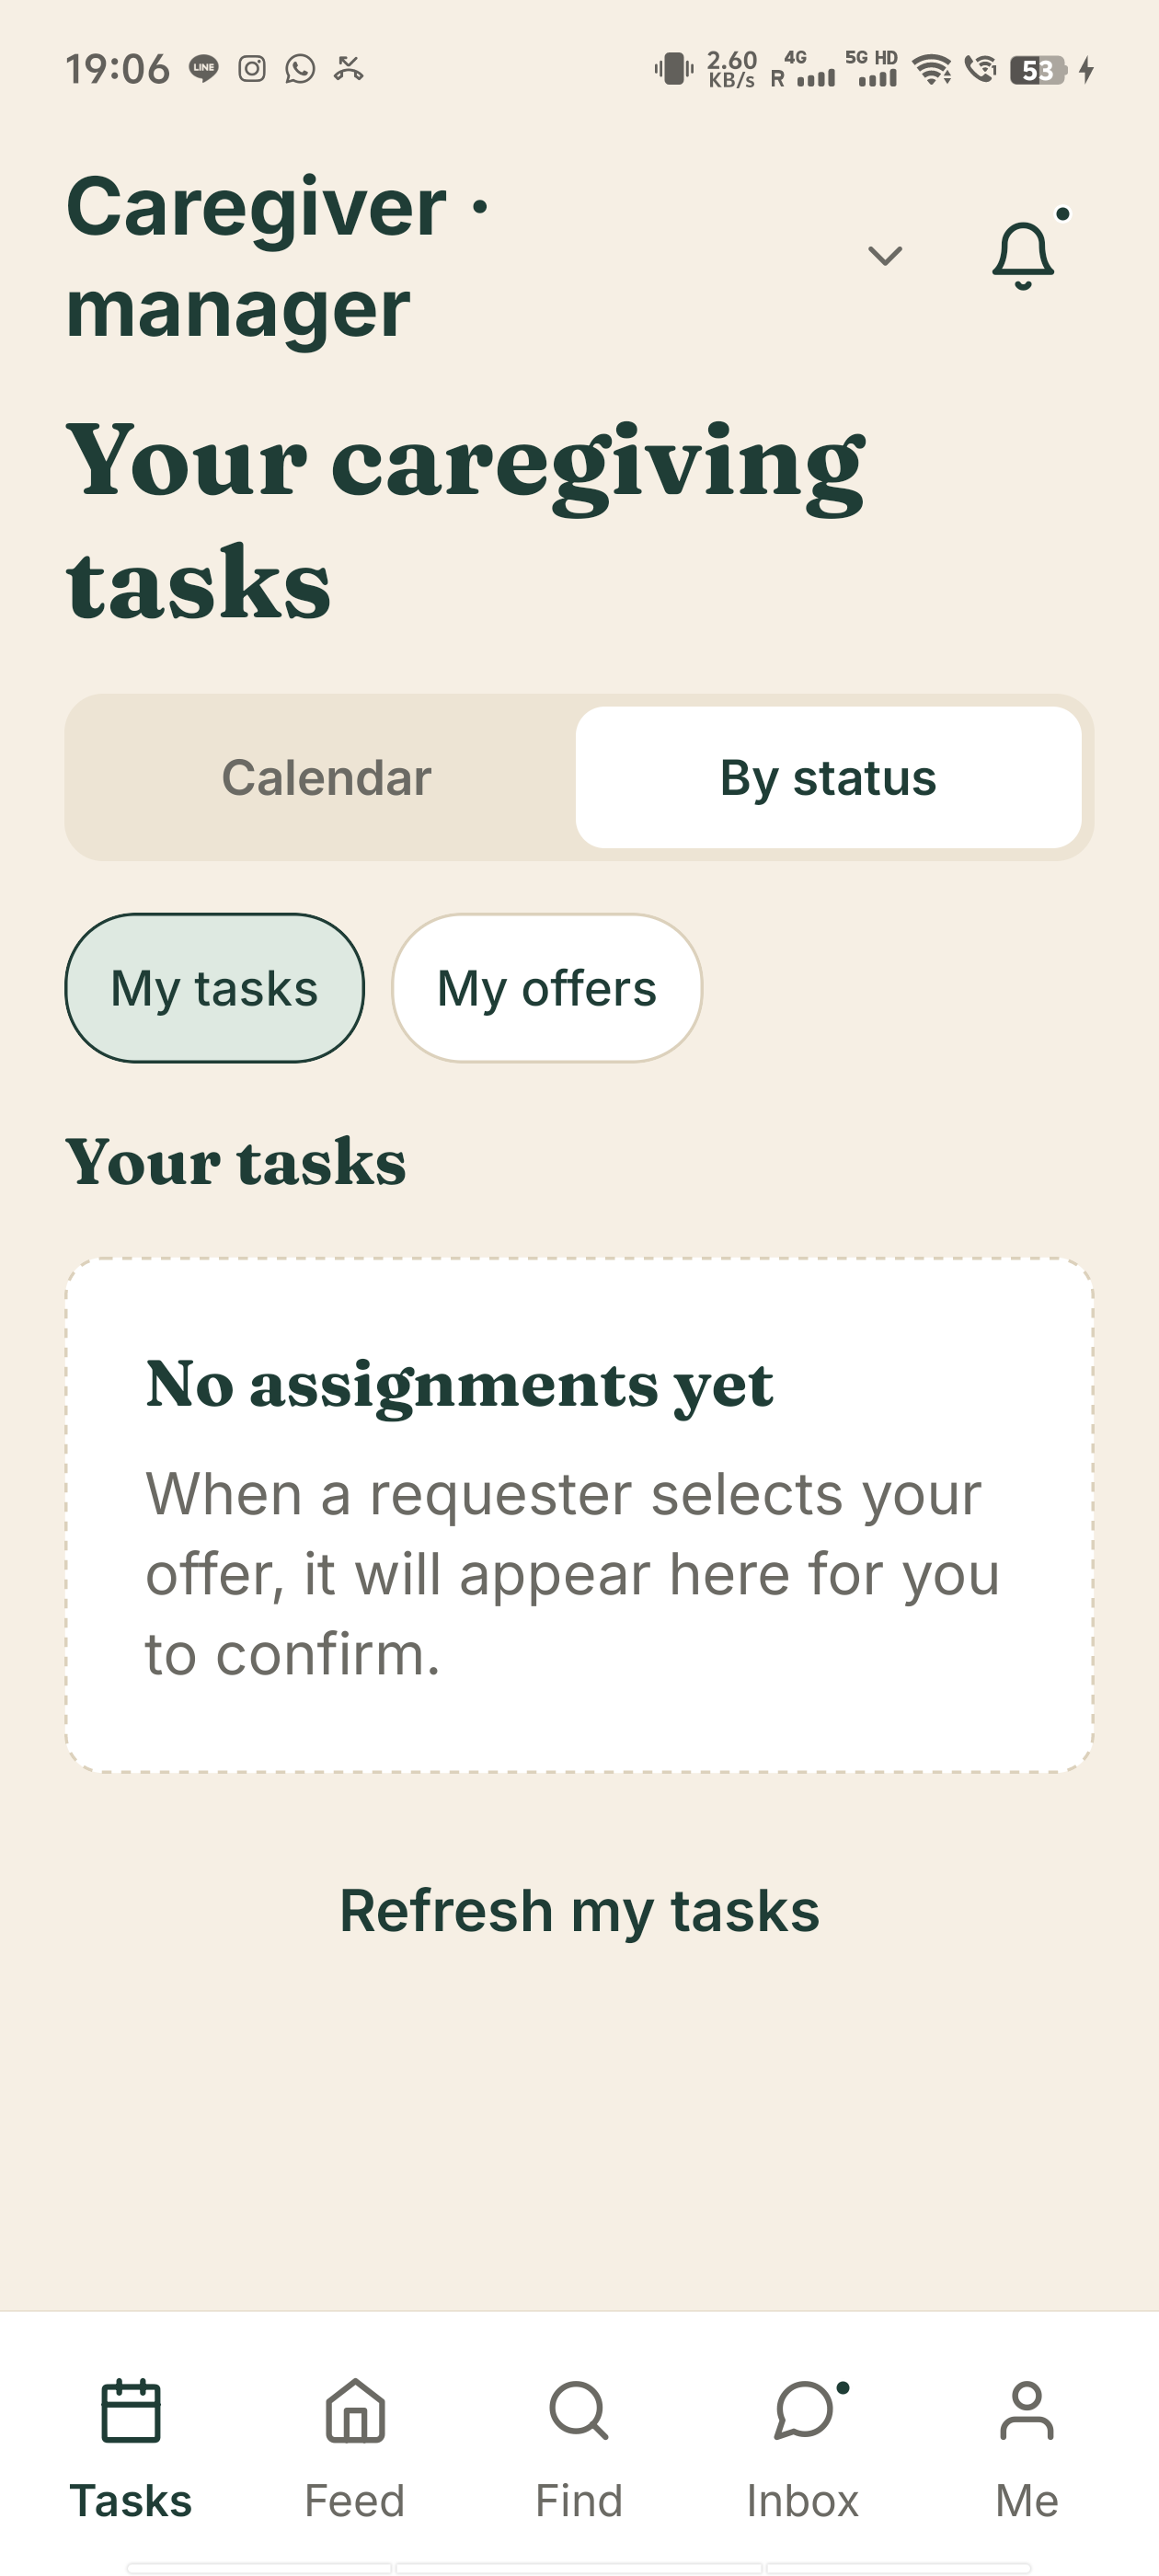 19:06 LINE 2.60 KB/s R 4G 5G HD 53
Caregiver ·
manager
Your caregiving
tasks
Calendar By status
My tasks My offers
Your tasks
No assignments yet
When a requester selects your
offer, it will appear here for you
to confirm.
Refresh my tasks
Tasks Feed Find Inbox Me